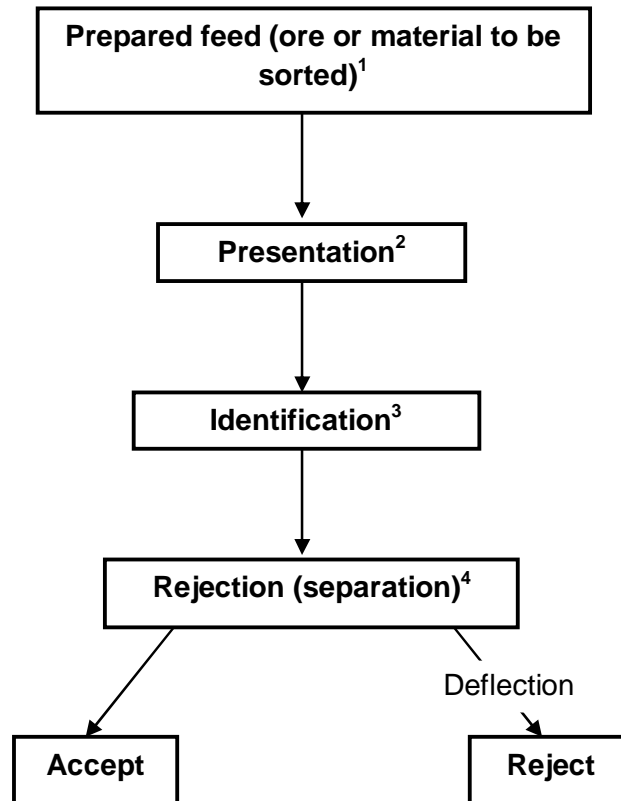 Prepared feed (ore or material to be
sorted)¹
Presentation²
Identification³
Rejection (separation)⁴
Deflection
Accept
Reject